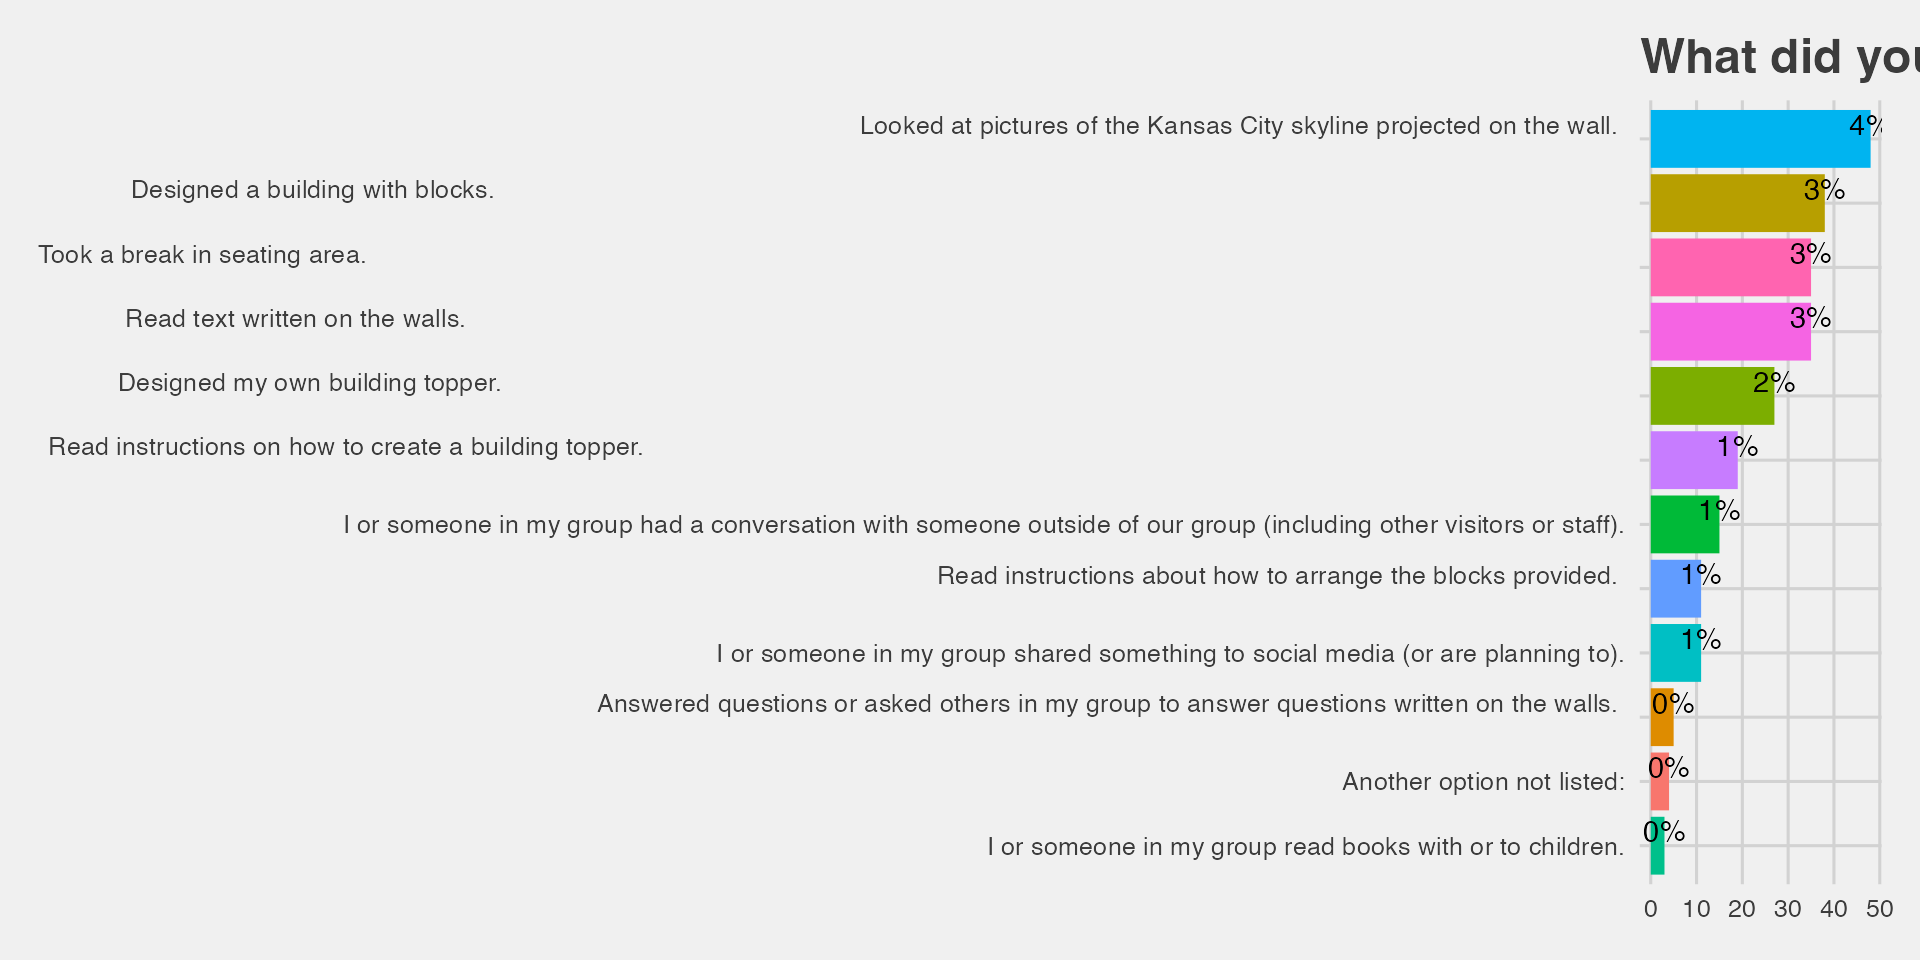 What did you
Looked at pictures of the Kansas City skyline projected on the wall.
4%
Designed a building with blocks.
3%
Took a break in seating area.
3%
Read text written on the walls.
3%
Designed my own building topper.
2%
Read instructions on how to create a building topper.
1%
I or someone in my group had a conversation with someone outside of our group (including other visitors or staff).
1%
Read instructions about how to arrange the blocks provided.
1%
I or someone in my group shared something to social media (or are planning to).
1%
Answered questions or asked others in my group to answer questions written on the walls.
0%
Another option not listed:
0%
I or someone in my group read books with or to children.
0%
0 10 20 30 40 50